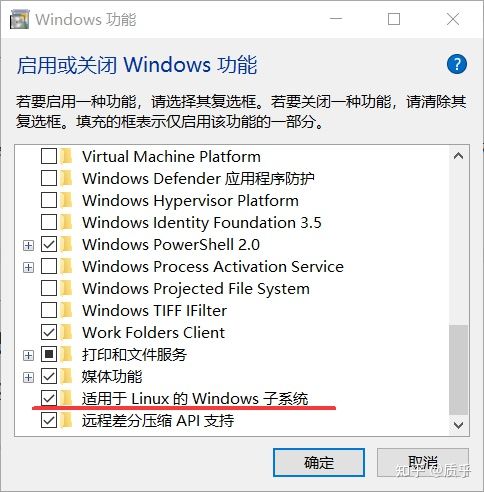 Windows 功能
启用或关闭 Windows 功能
?
若要启用一种功能，请选择其复选框。若要关闭一种功能，请清除其
复选框。填充的框表示仅启用该功能的一部分。
Virtual Machine Platform
Windows Defender 应用程序防护
Windows Hypervisor Platform
Windows Identity Foundation 3.5
Windows PowerShell 2.0
Windows Process Activation Service
Windows Projected File System
Windows TIFF IFilter
Work Folders Client
打印和文件服务
媒体功能
适用于 Linux 的 Windows 子系统
远程差分压缩 API 支持
确定 取消
知乎 @质乎